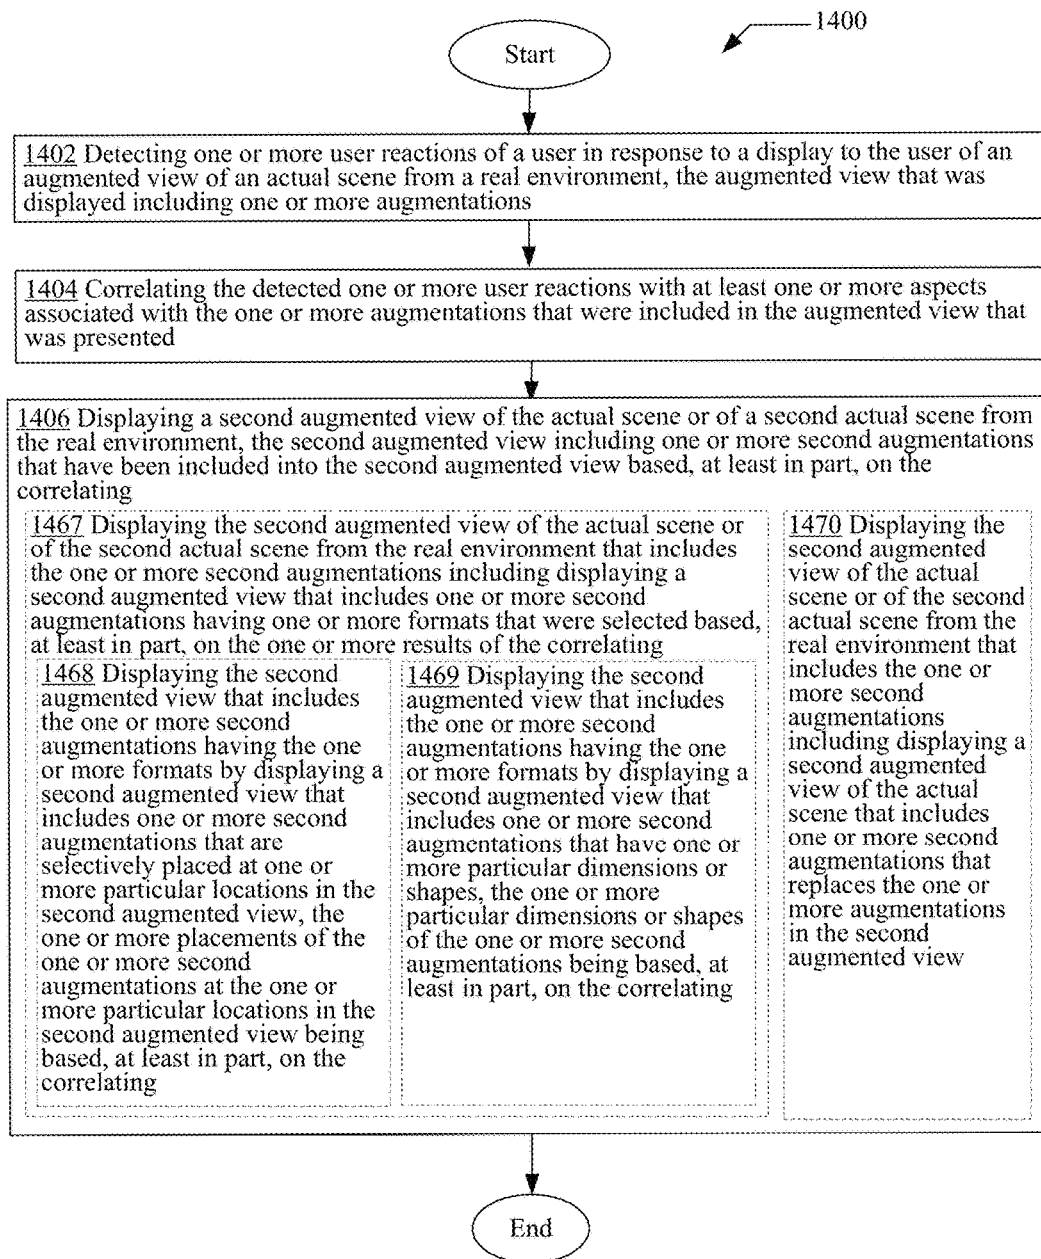 1400
Start
1402 Detecting one or more user reactions of a user in response to a display to the user of an
augmented view of an actual scene from a real environment, the augmented view that was
displayed including one or more augmentations
1404 Correlating the detected one or more user reactions with at least one or more aspects
associated with the one or more augmentations that were included in the augmented view that
was presented
1406 Displaying a second augmented view of the actual scene or of a second actual scene from
the real environment, the second augmented view including one or more second augmentations
that have been included into the second augmented view based, at least in part, on the
correlating
1467 Displaying the second augmented view of the actual scene or
of the second actual scene from the real environment that includes
the one or more second augmentations including displaying a
second augmented view that includes one or more second
augmentations having one or more formats that were selected based,
at least in part, on the one or more results of the correlating
1468 Displaying the second
augmented view that includes
the one or more second
augmentations having the one
or more formats by displaying a
second augmented view that
includes one or more second
augmentations that are
selectively placed at one or
more particular locations in the
second augmented view, the
one or more placements of the
one or more second
augmentations at the one or
more particular locations in the
second augmented view being
based, at least in part, on the
correlating
1469 Displaying the second
augmented view that includes
the one or more second
augmentations having the one
or more formats by displaying a
second augmented view that
includes one or more second
augmentations that have one or
more particular dimensions or
shapes, the one or more
particular dimensions or shapes
of the one or more second
augmentations being based, at
least in part, on the correlating
1470 Displaying the
second augmented
view of the actual
scene or of the second
actual scene from the
real environment that
includes the one or
more second
augmentations
including displaying a
second augmented
view of the actual
scene that includes
one or more second
augmentations that
replaces the one or
more augmentations
in the second
augmented view
End